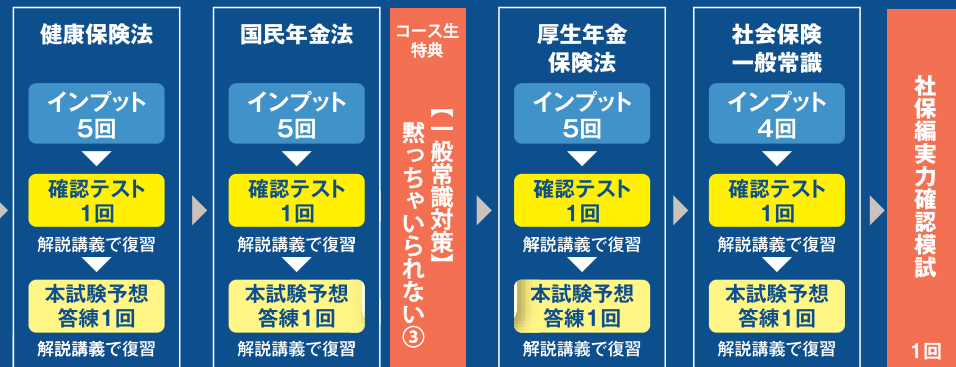 健康保険法
インプット
5回
確認テスト
1回
解説講義で復習
本試験予想
答練1回
解説講義で復習
国民年金法
インプット
5回
確認テスト
1回
解説講義で復習
本試験予想
答練1回
解説講義で復習
コース生
特典
【一般常識対策】
黙っちゃいられない③
厚生年金
保険法
インプット
5回
確認テスト
1回
解説講義で復習
本試験予想
答練1回
解説講義で復習
社会保険
一般常識
インプット
4回
確認テスト
1回
解説講義で復習
本試験予想
答練1回
解説講義で復習
社保編実力確認模試
1回